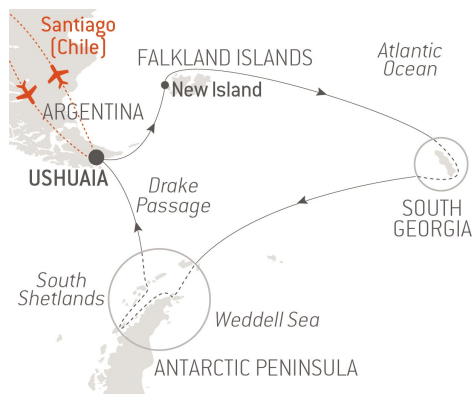 Santiago
(Chile)
FALKLAND ISLANDS
Atlantic
Ocean
New Island
ARGENTINA
USHUAIA
Drake
Passage
SOUTH
GEORGIA
South
Shetlands
Weddell Sea
ANTARCTIC PENINSULA